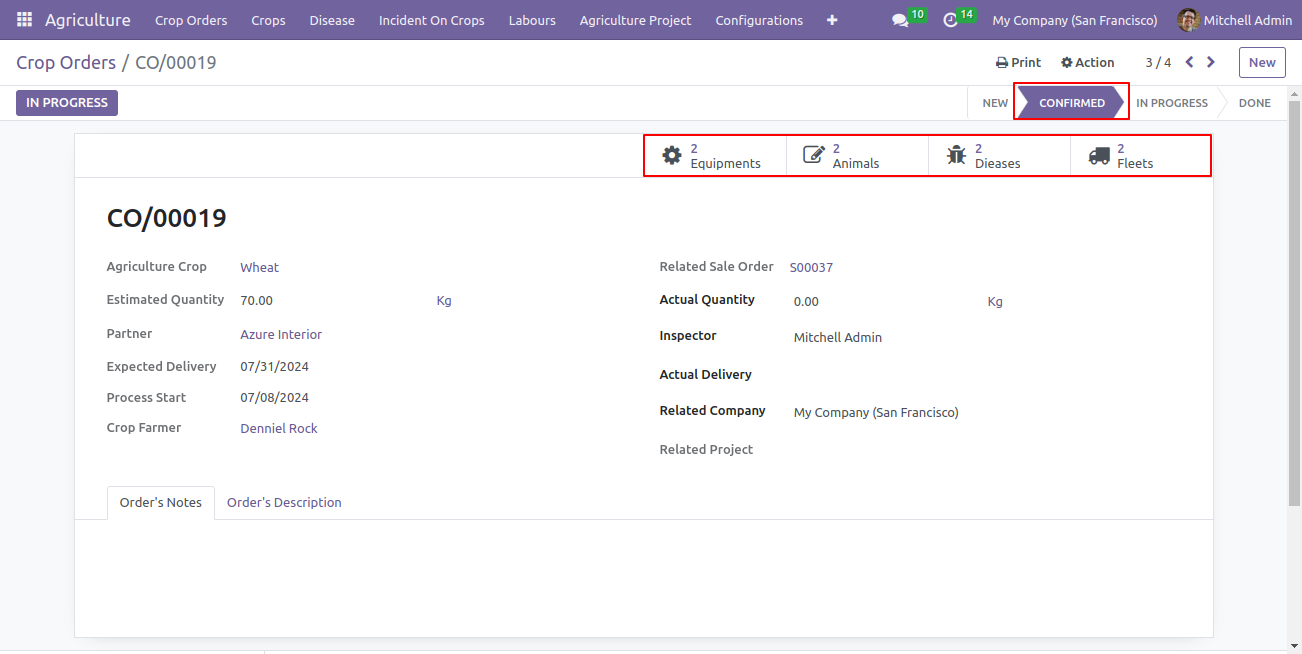 Agriculture Crop Orders Crops Disease Incident On Crops Labours Agriculture Project Configurations + 10 14 My Company (San Francisco) Mitchell Admin
Crop Orders / CO/00019 Print Action 3 / 4 New
IN PROGRESS NEW CONFIRMED IN PROGRESS DONE
2 Equipments 2 Animals 2 Dieases 2 Fleets
CO/00019
Agriculture Crop Wheat Related Sale Order S00037
Estimated Quantity 70.00 Kg Actual Quantity 0.00 Kg
Partner Azure Interior Inspector Mitchell Admin
Expected Delivery 07/31/2024 Actual Delivery
Process Start 07/08/2024 Related Company My Company (San Francisco)
Crop Farmer Denniel Rock Related Project
Order's Notes Order's Description